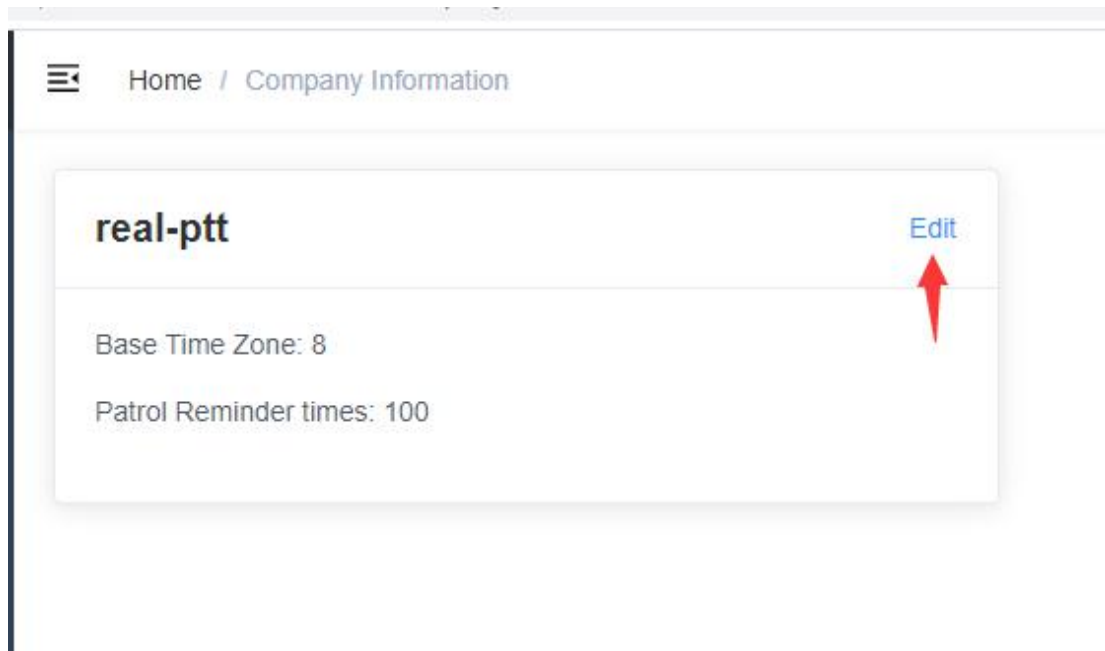 Home / Company Information
real-ptt
Edit
Base Time Zone: 8
Patrol Reminder times: 100